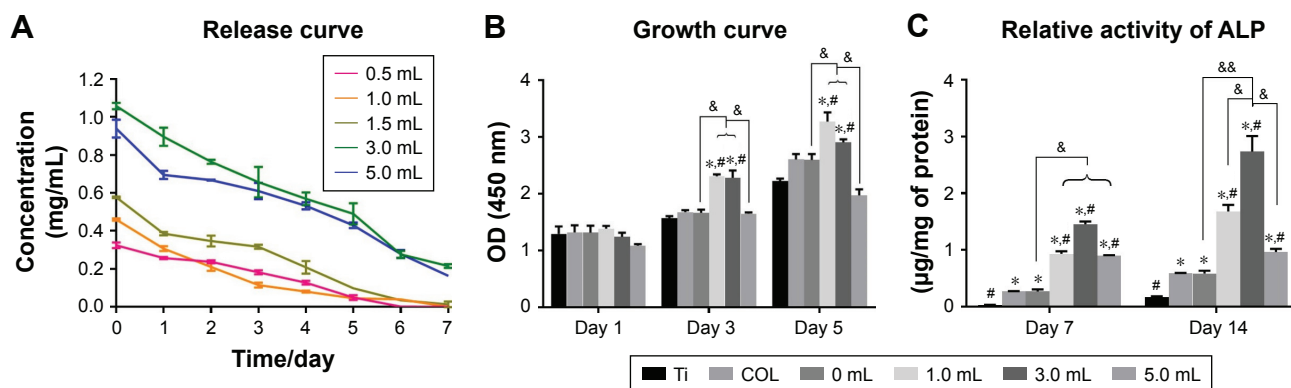 A
Release curve
Concentration
(mg/mL)
1.2
1.0
0.8
0.6
0.4
0.2
0.0
0.5 mL
1.0 mL
1.5 mL
3.0 mL
5.0 mL
0 1 2 3 4 5 6 7
Time/day
B
Growth curve
OD (450 nm)
4
3
2
1
0
& &
*,# *,#
& &
*,#
*,#
Day 1 Day 3 Day 5
C
Relative activity of ALP
(µg/mg of protein)
4
3
2
1
0
&
# * * *,# *,# *,#
&&
& &
# * * *,# *,# *,#
Day 7 Day 14
Ti COL 0 mL 1.0 mL 3.0 mL 5.0 mL